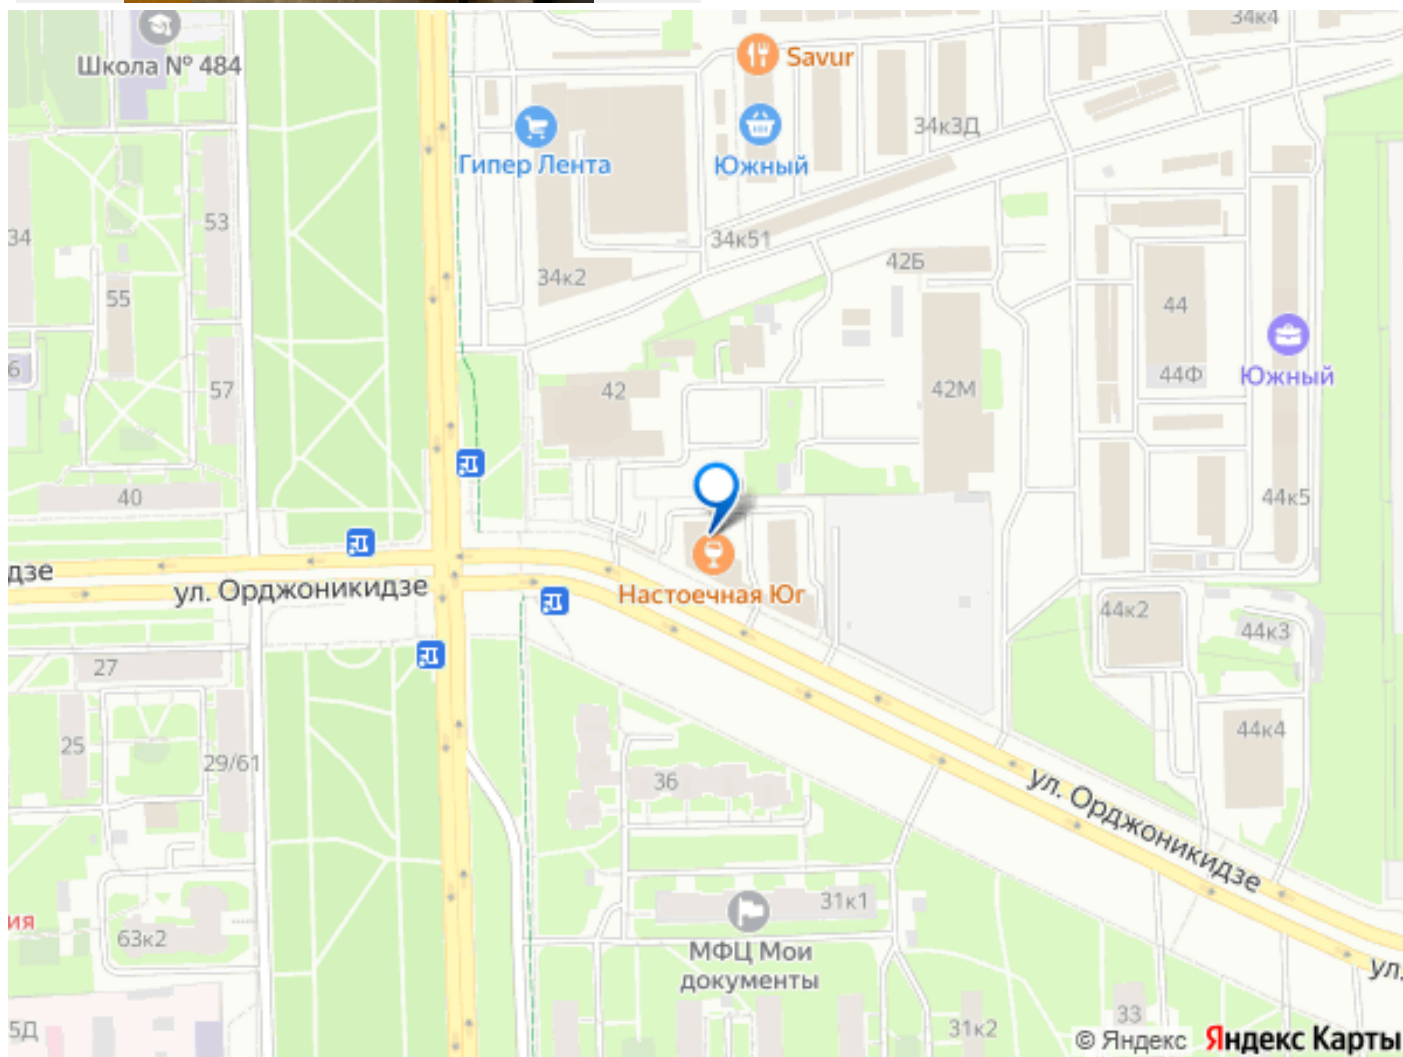 34к4
Школа № 484
Savur
34к3Д
Гипер Лента
Южный
53
34
34к51
42Б
34к2
55
44
6
57
42
42М
44Ф
Южный
40
44к5
дзе
ул. Орджоникидзе
Настоечная Юг
44к2
44к3
27
25
29/61
44к4
36
ул. Орджоникидзе
31к1
ия
63к2
МФЦ Мои
документы
ул.
5Д
31к2
33
© Яндекс Яндекс Карты